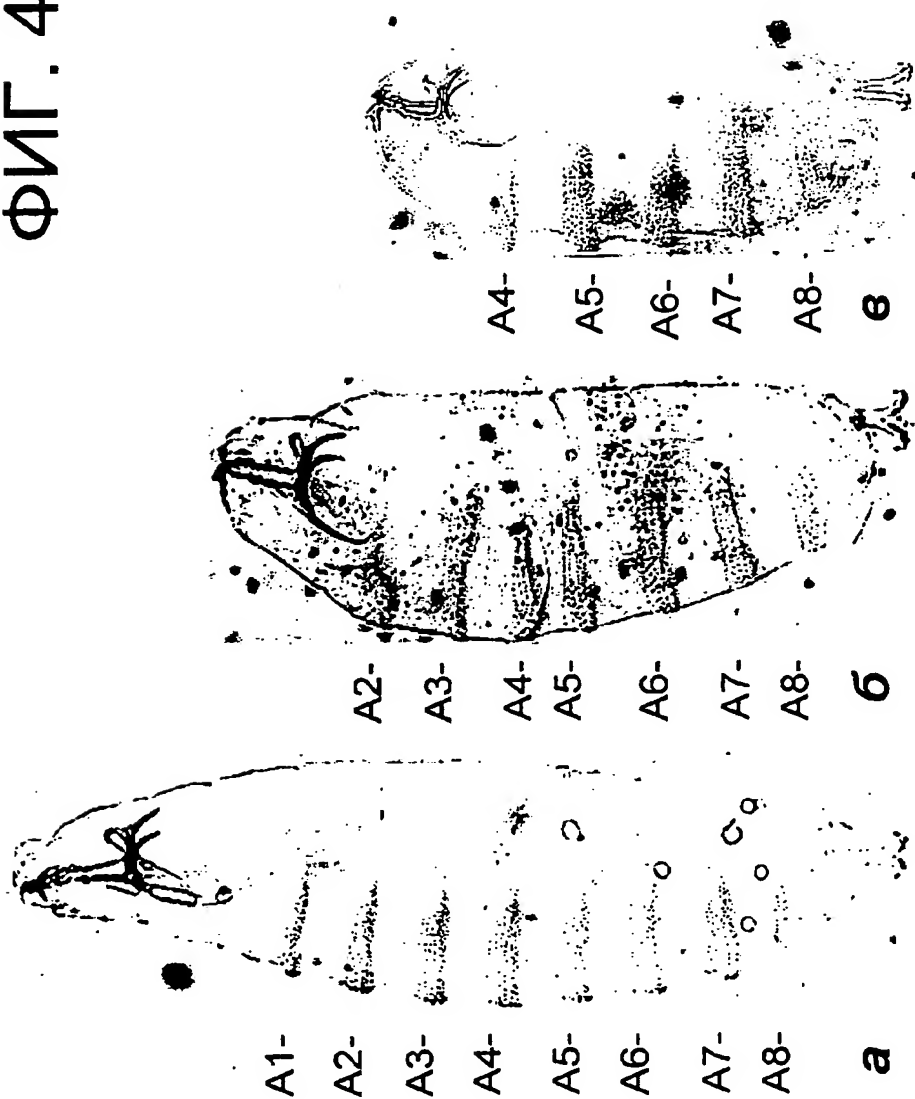 ФИГ. 4
A4-
A5-
A6-
A7-
A8-
в
A2-
A3-
A4-
A5-
A6-
A7-
A8-
б
A1-
A2-
A3-
A4-
A5-
A6-
A7-
A8-
а